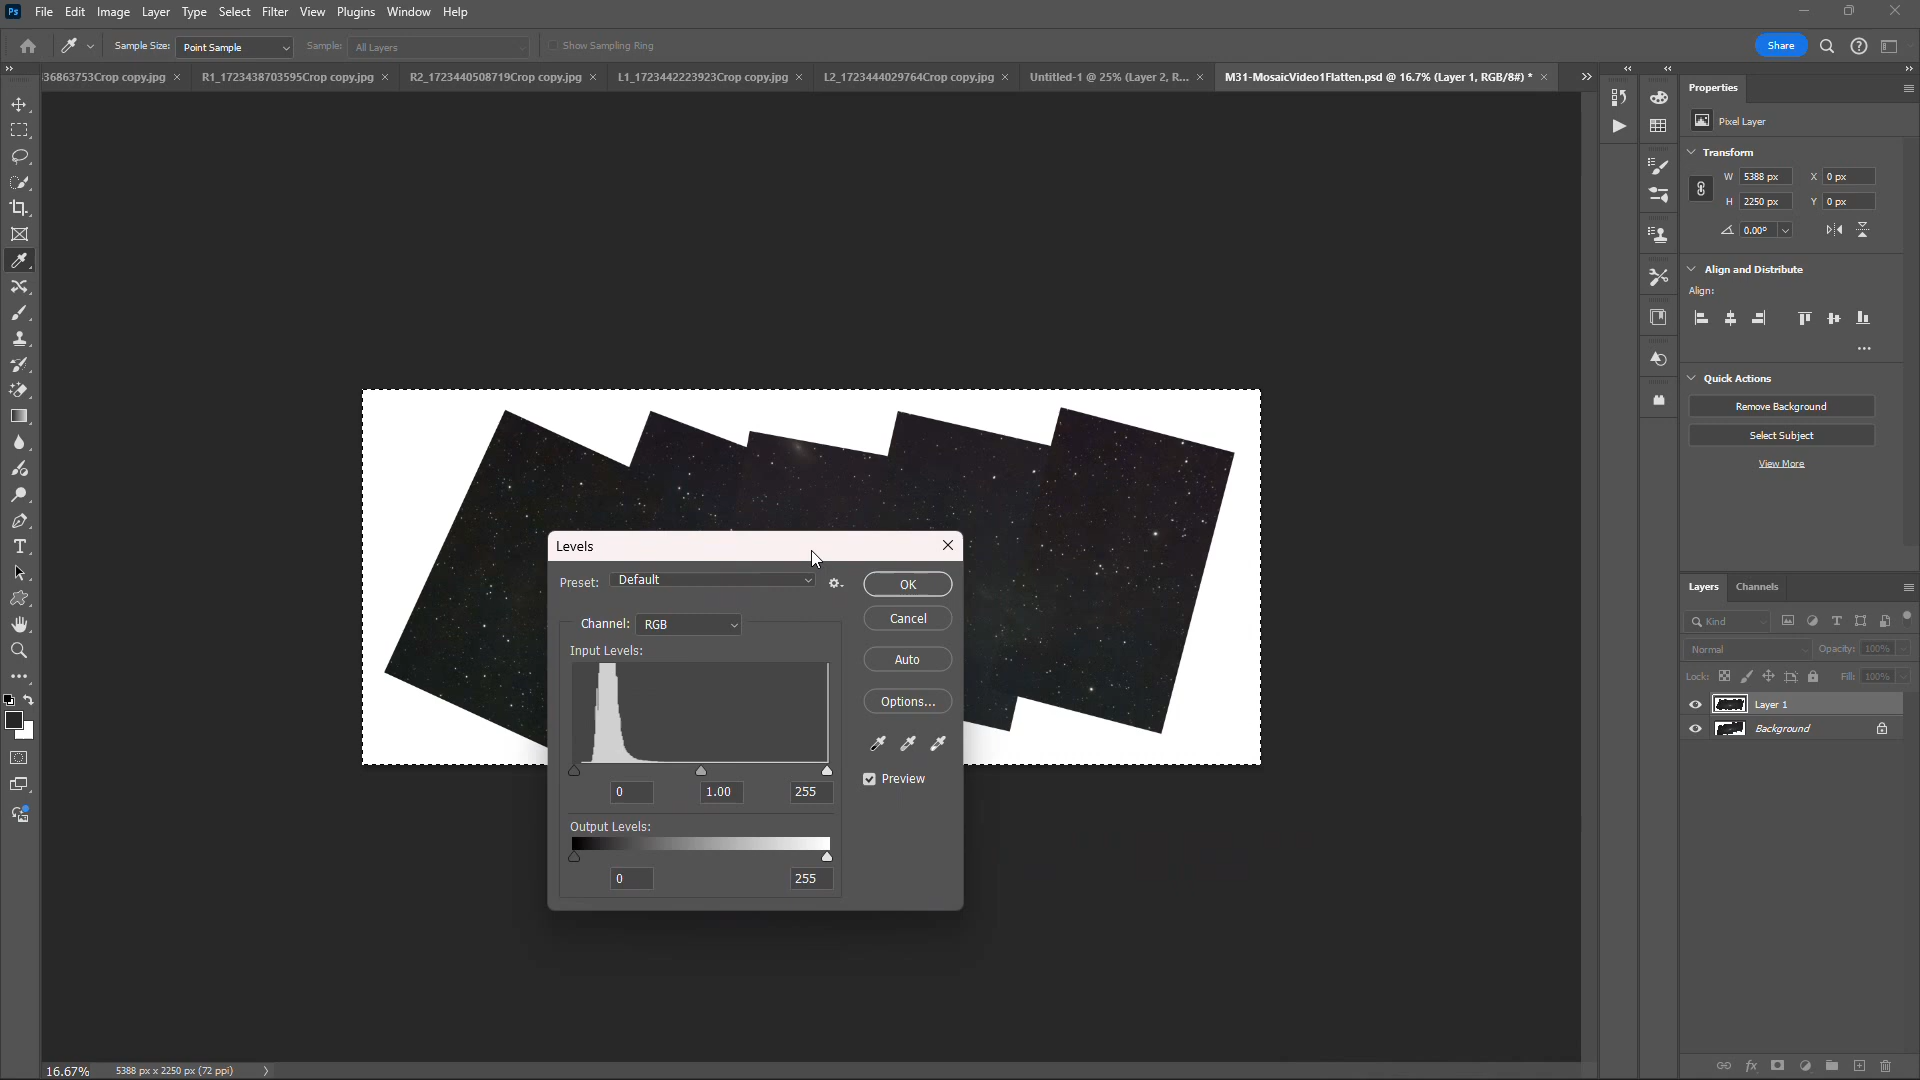 Ps File Edit Image Layer Type Select Filter View Plugins Window Help
Sample Size: Point Sample Sample: All Layers Show Sampling Ring Share
36863753Crop copy.jpg R1_1723438703595Crop copy.jpg R2_1723440508719Crop copy.jpg L1_1723442223923Crop copy.jpg L2_1723444029764Crop copy.jpg Untitled-1 @ 25% (Layer 2, R... M31-MosaicVideo1Flatten.psd @ 16.7% (Layer 1, RGB/8#) *
Properties
Pixel Layer
Transform
W 5388 px X 0 px
H 2250 px Y 0 px
0.00°
Align and Distribute
Align:
Quick Actions
Remove Background
Select Subject
View More
Levels
Preset: Default OK
Channel: RGB Cancel
Input Levels: Auto
Options...
Preview
0 1.00 255
Output Levels:
0 255
Layers Channels
Kind
Normal Opacity: 100%
Lock: Fill: 100%
Layer 1
Background
16.67% 5388 px x 2250 px (72 ppi)